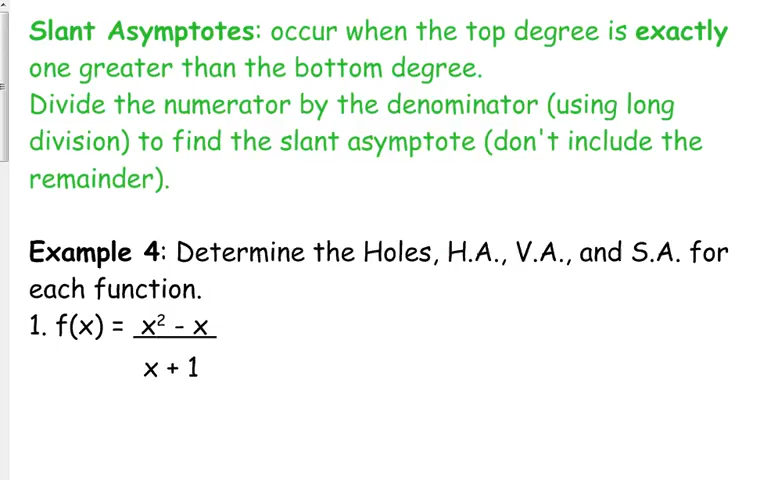 Slant Asymptotes: occur when the top degree is exactly
one greater than the bottom degree.
Divide the numerator by the denominator (using long
division) to find the slant asymptote (don't include the
remainder).
Example 4: Determine the Holes, H.A., V.A., and S.A. for
each function.
1. f(x) = x² - x
x + 1